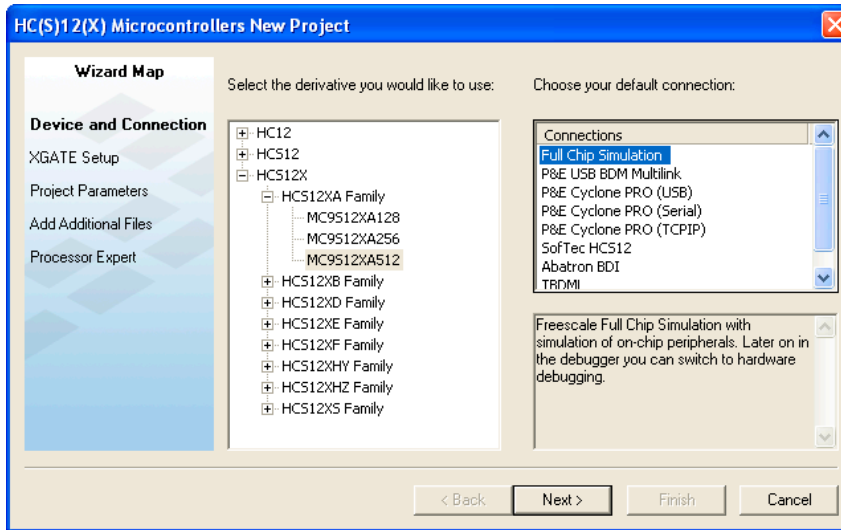 HC(S)12(X) Microcontrollers New Project
Wizard Map
Device and Connection
XGATE Setup
Project Parameters
Add Additional Files
Processor Expert
Select the derivative you would like to use:
HC12
HCS12
HCS12X
HCS12XA Family
MC9S12XA128
MC9S12XA256
MC9S12XA512
HCS12XB Family
HCS12XD Family
HCS12XE Family
HCS12XF Family
HCS12XHY Family
HCS12XHZ Family
HCS12XS Family
Choose your default connection:
Connections
Full Chip Simulation
P&E USB BDM Multilink
P&E Cyclone PRO (USB)
P&E Cyclone PRO (Serial)
P&E Cyclone PRO (TCPIP)
SofTec HCS12
Abatron BDI
TBDML
Freescale Full Chip Simulation with
simulation of on-chip peripherals. Later on in
the debugger you can switch to hardware
debugging.
< Back
Next >
Finish
Cancel